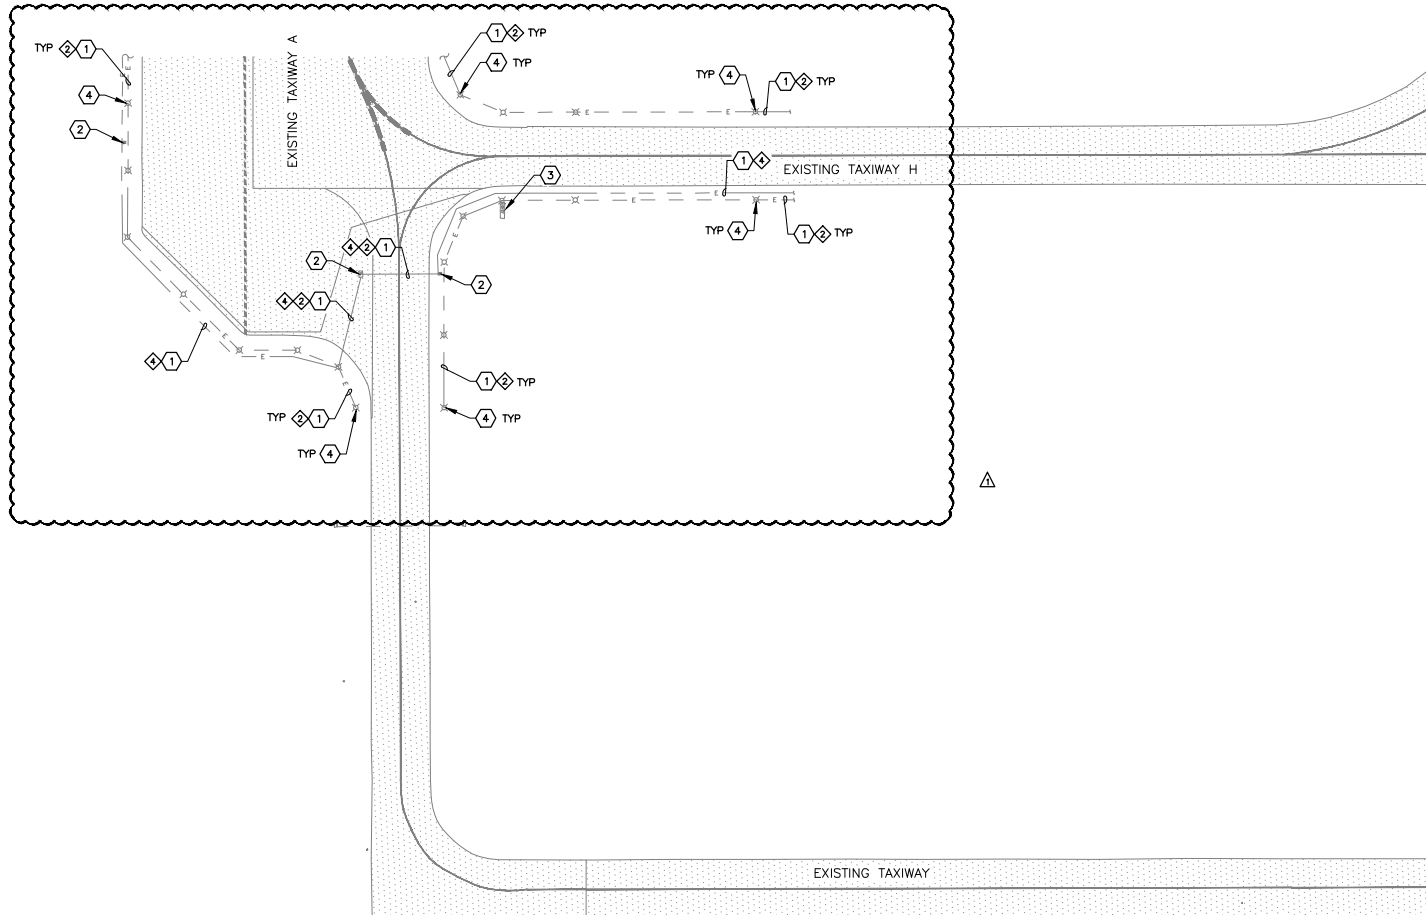 TYP 2 1
1 2 TYP
4 TYP
EXISTING TAXIWAY A
4
2
TYP 4
1 2 TYP
E
E
E
E
1 4
EXISTING TAXIWAY H
3
E
E
E
TYP 4
1 2 TYP
E
4 2 1
2
2
4 2 1
4 1
E
E
E
1 2 TYP
TYP 2 1
4 TYP
TYP 4
1
EXISTING TAXIWAY